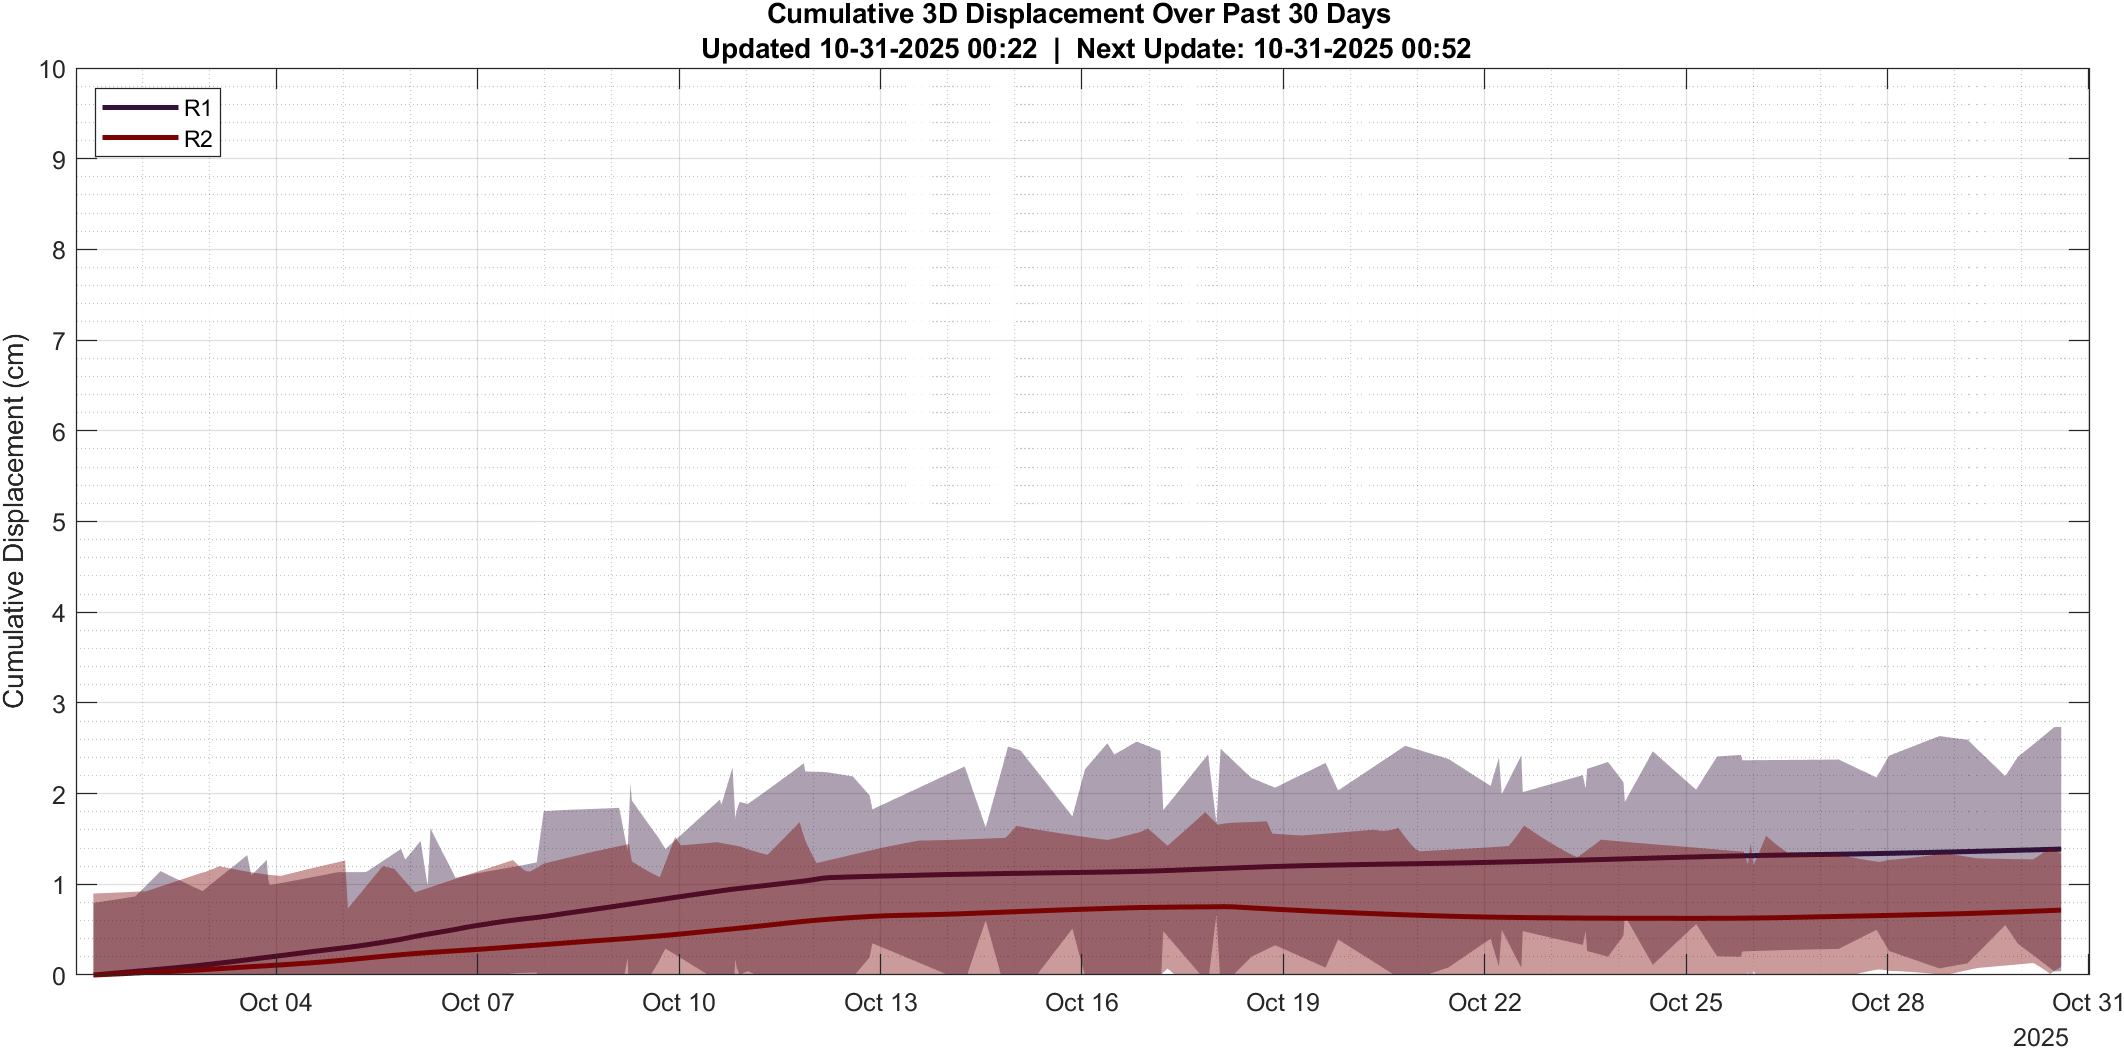 Cumulative 3D Displacement Over Past 30 Days
Updated 10-31-2025 00:22 | Next Update: 10-31-2025 00:52
R1
R2
Cumulative Displacement (cm)
10
9
8
7
6
5
4
3
2
1
0
Oct 04 Oct 07 Oct 10 Oct 13 Oct 16 Oct 19 Oct 22 Oct 25 Oct 28 Oct 31
2025